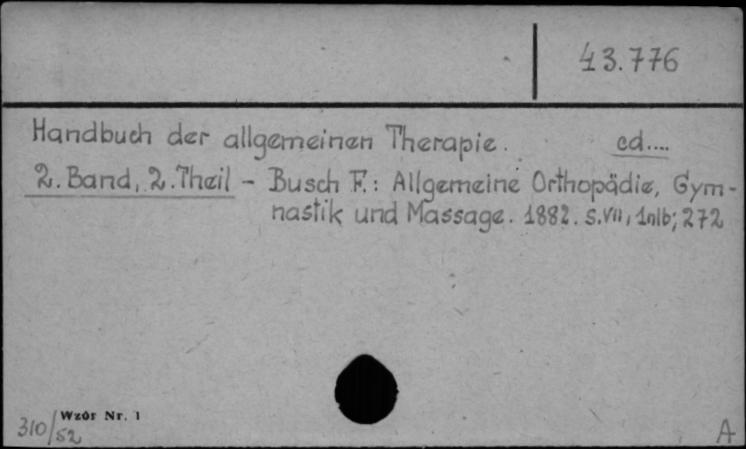 43.776
Handbuch der allgemeinen Therapie. cd....
2. Band, 2. Theil - Busch F.: Allgemeine Orthopädie, Gym-
nastik und Massage. 1882. s. VII, 1nlb; 272
Wzór Nr. 1
310/52
A